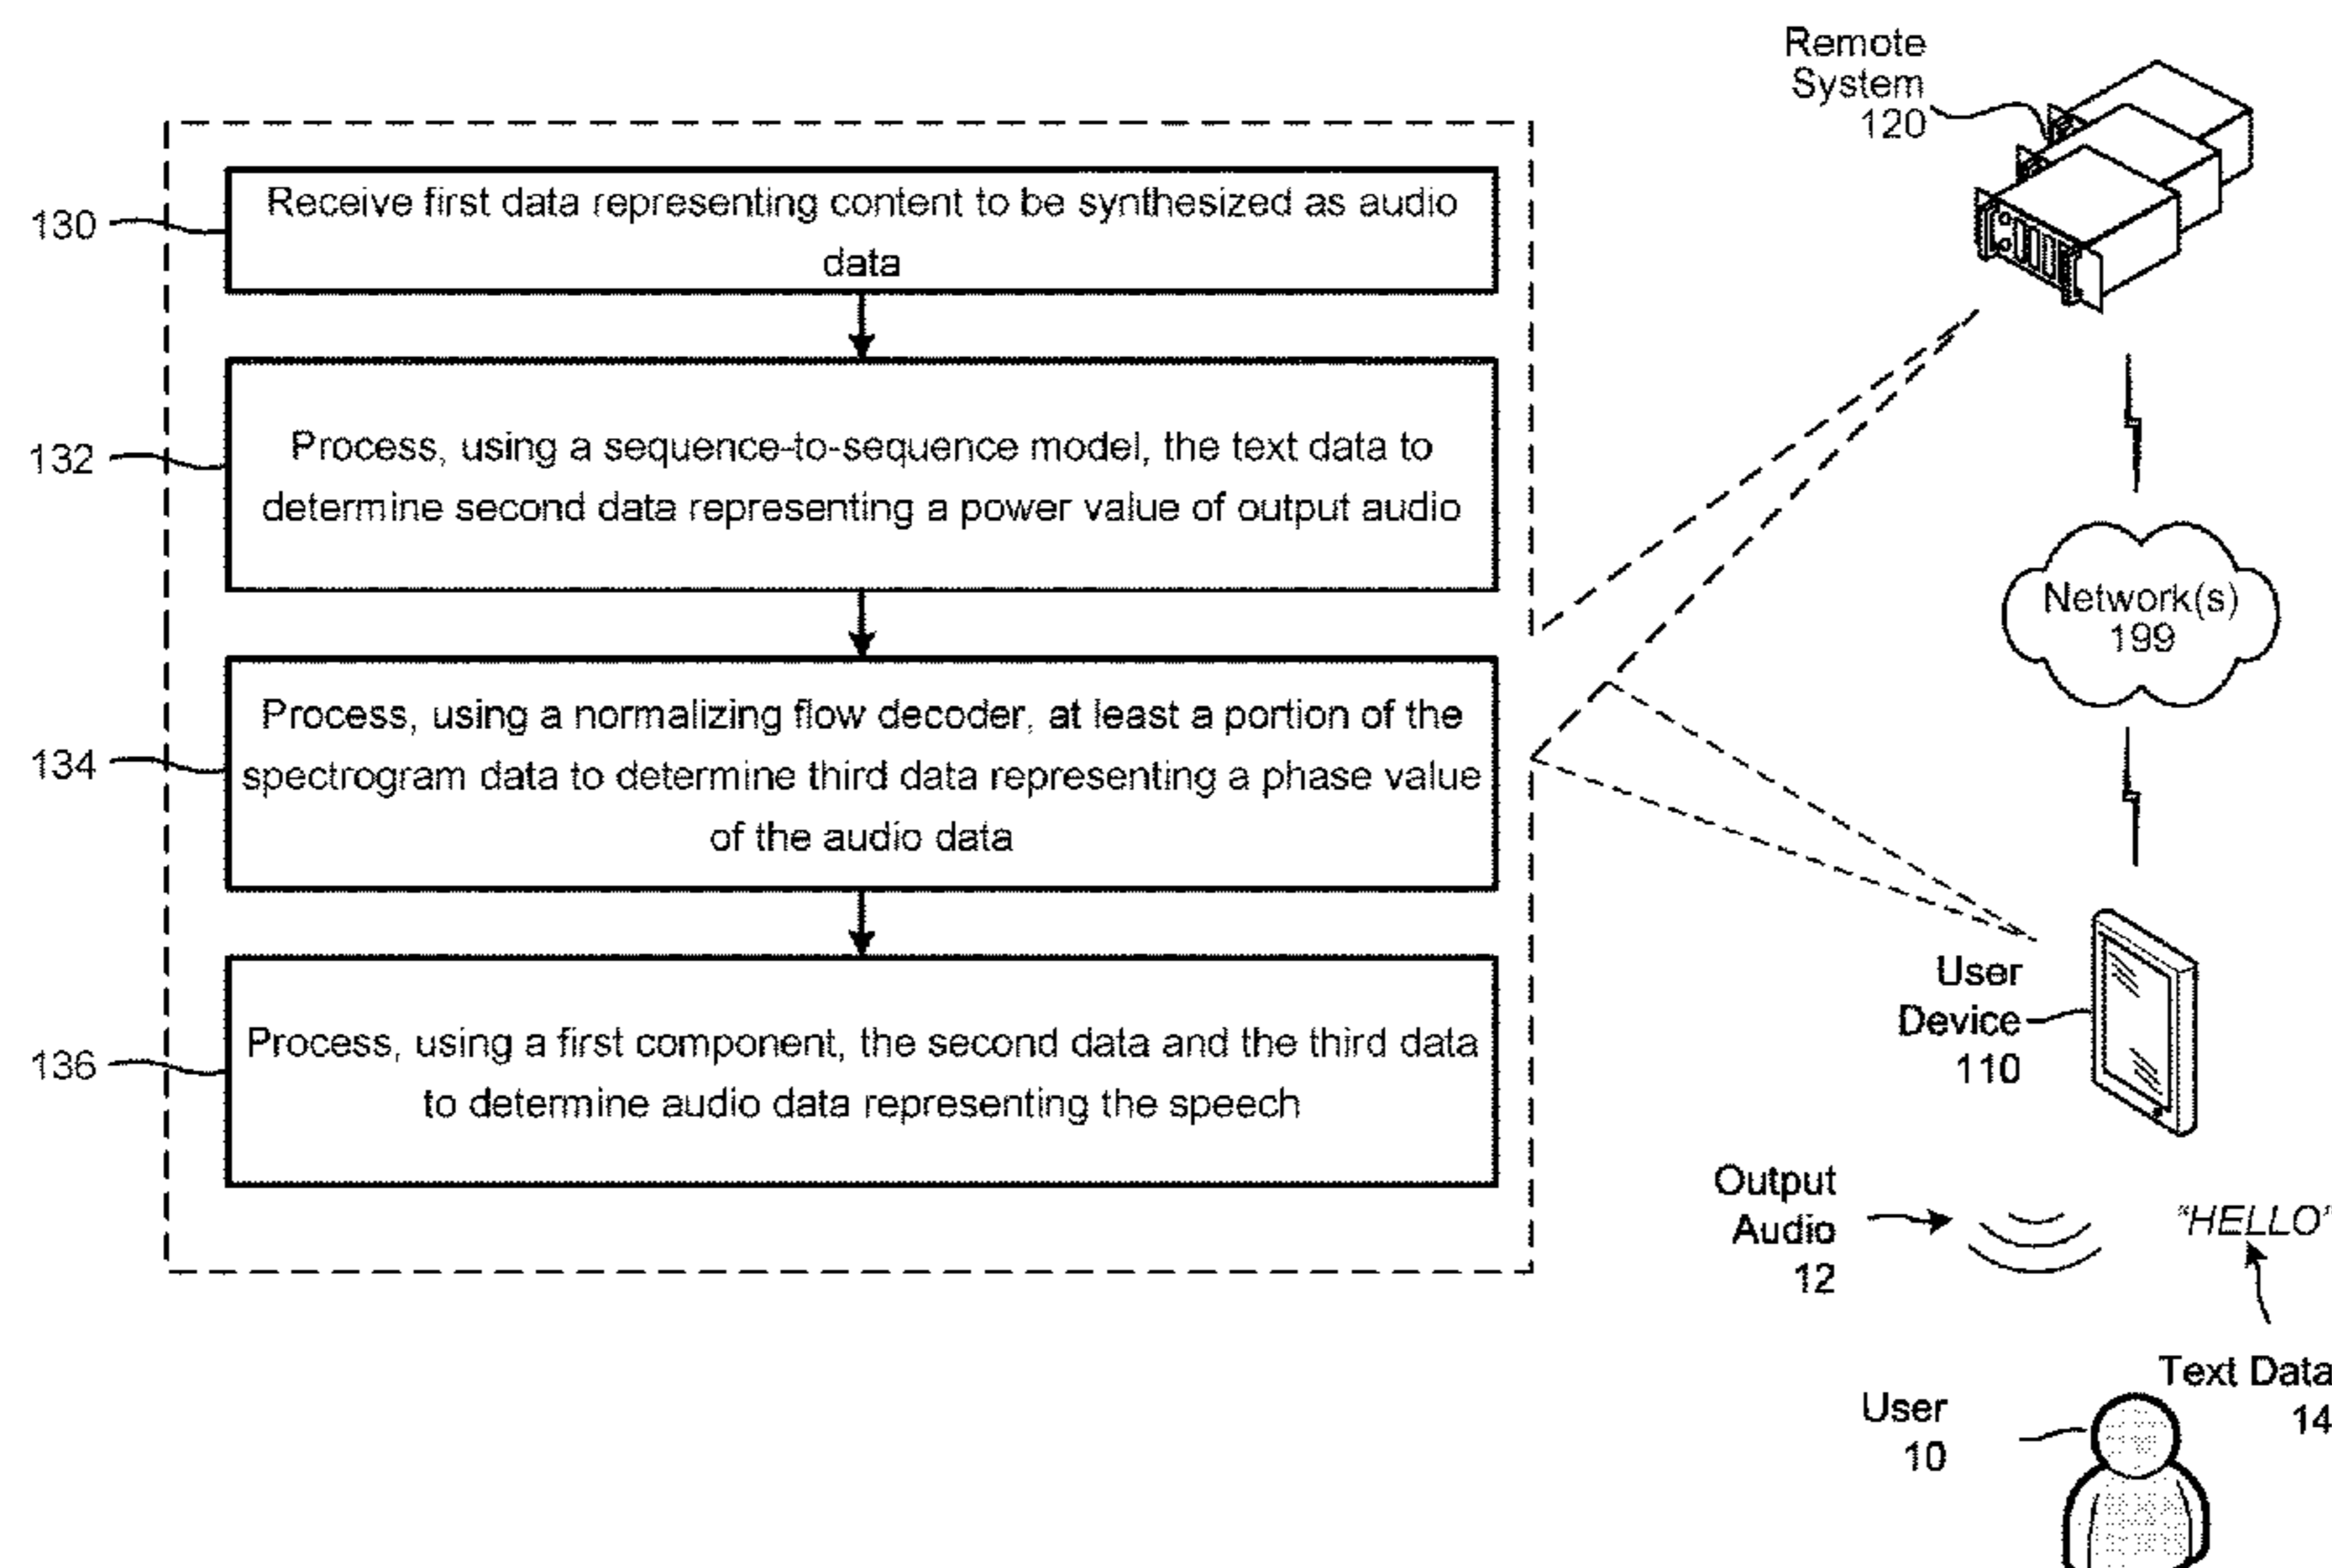 130
Receive first data representing content to be synthesized as audio
data
132
Process, using a sequence-to-sequence model, the text data to
determine second data representing a power value of output audio
134
Process, using a normalizing flow decoder, at least a portion of the
spectrogram data to determine third data representing a phase value
of the audio data
136
Process, using a first component, the second data and the third data
to determine audio data representing the speech
Remote
System
120
Network(s)
199
User
Device
110
Output
Audio
12
"HELLO"
Text Data
14
User
10